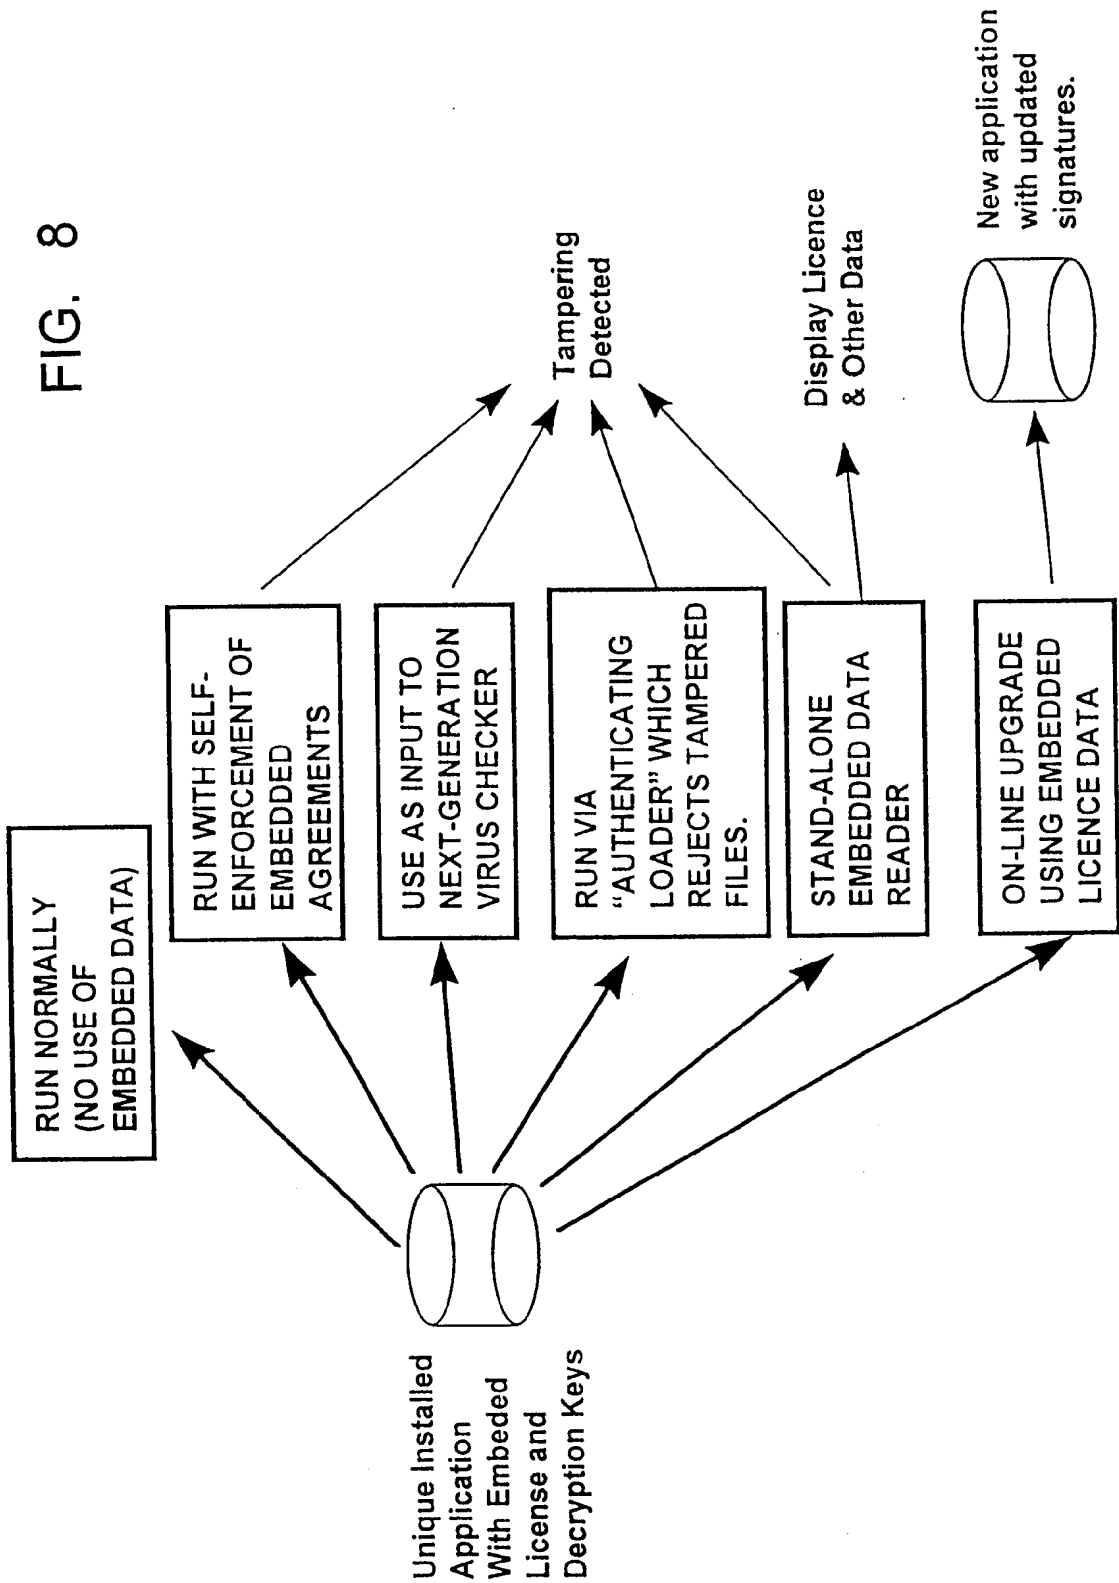 FIG. 8
RUN NORMALLY
(NO USE OF
EMBEDDED DATA)
RUN WITH SELF-
ENFORCEMENT OF
EMBEDDED
AGREEMENTS
USE AS INPUT TO
NEXT-GENERATION
VIRUS CHECKER
RUN VIA
“AUTHENTICATING
LOADER” WHICH
REJECTS TAMPERED
FILES.
STAND-ALONE
EMBEDDED DATA
READER
ON-LINE UPGRADE
USING EMBEDDED
LICENCE DATA
Unique Installed
Application
With Embeded
License and
Decryption Keys
Tampering
Detected
Display Licence
& Other Data
New application
with updated
signatures.